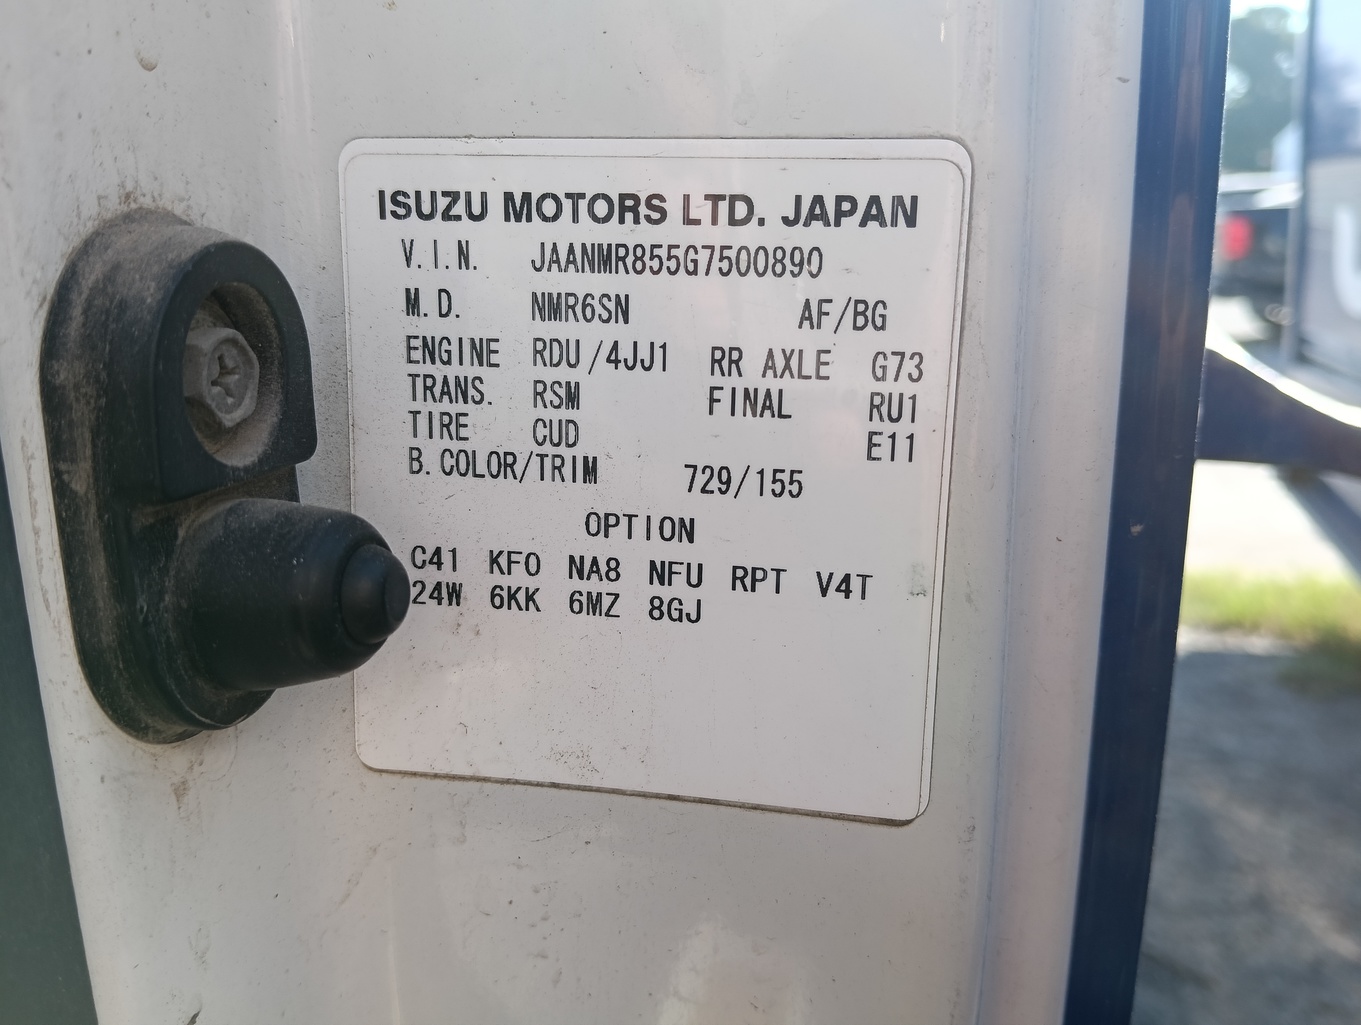 ISUZU MOTORS LTD. JAPAN
V.I.N. JAANMR855G7500890
M.D. NMR6SN AF/BG
ENGINE RDU/4JJ1 RR AXLE G73
TRANS. RSM FINAL RU1
TIRE CUD E11
B.COLOR/TRIM 729/155
OPTION
C41 KFO NA8 NFU RPT V4T
24W 6KK 6MZ 8GJ